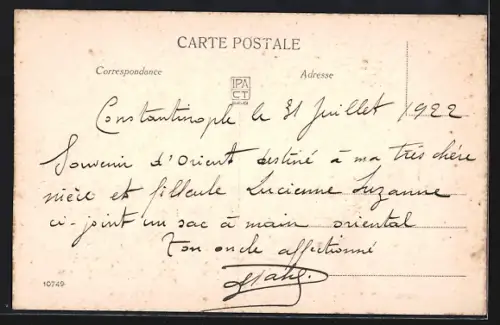 CARTE POSTALE
Correspondance
Adresse
IPA
CT
Constantinople le 31 Juillet 1922
Souvenir d'Orient destiné à ma très chére
nièce et filleule Lucienne Suzanne
ci-joint un sac à main oriental
Ton oncle affectionné
10749